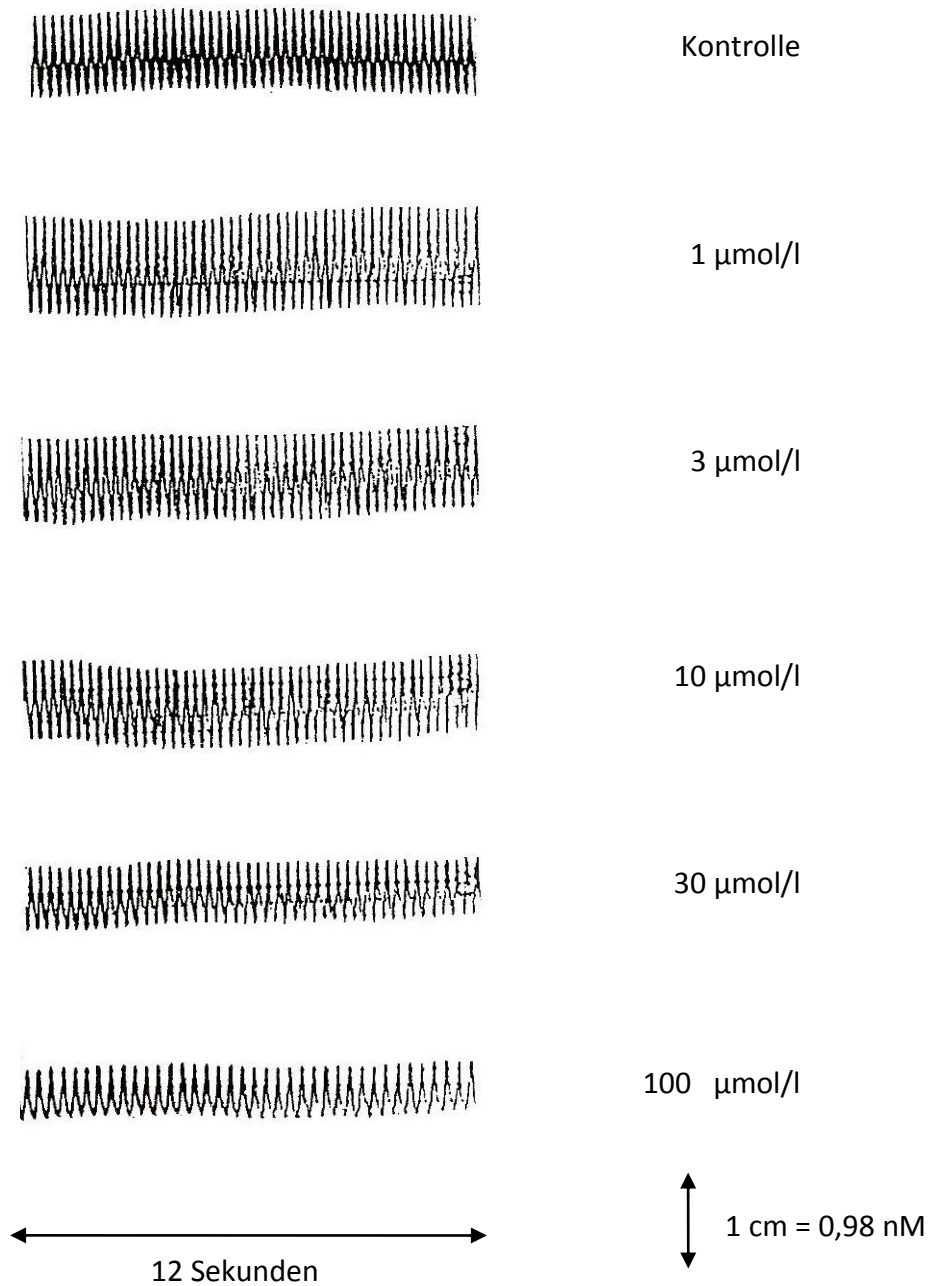 Kontrolle
1 µmol/l
3 µmol/l
10 µmol/l
30 µmol/l
100 µmol/l
1 cm = 0,98 nM
12 Sekunden